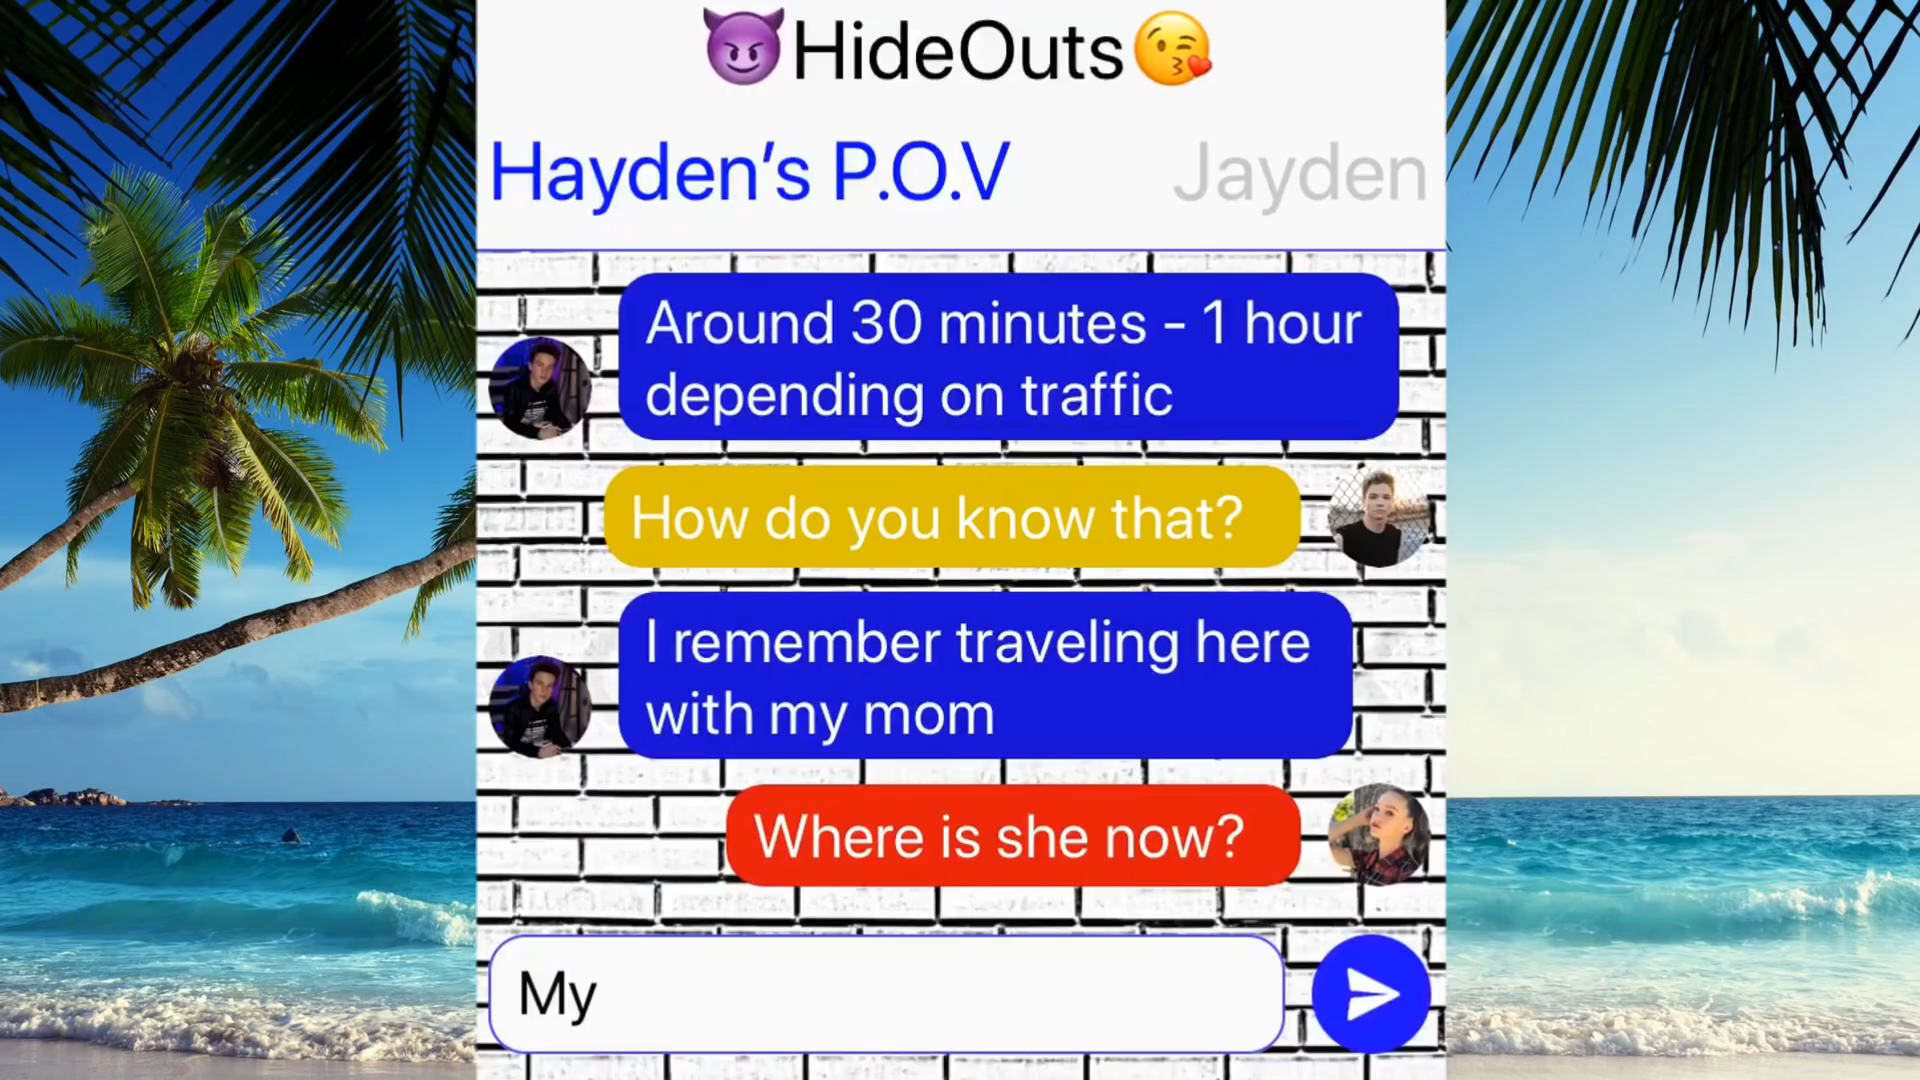 😈HideOuts😘
Hayden’s P.O.V Jayden
Around 30 minutes - 1 hour
depending on traffic
How do you know that?
I remember traveling here
with my mom
Where is she now?
My